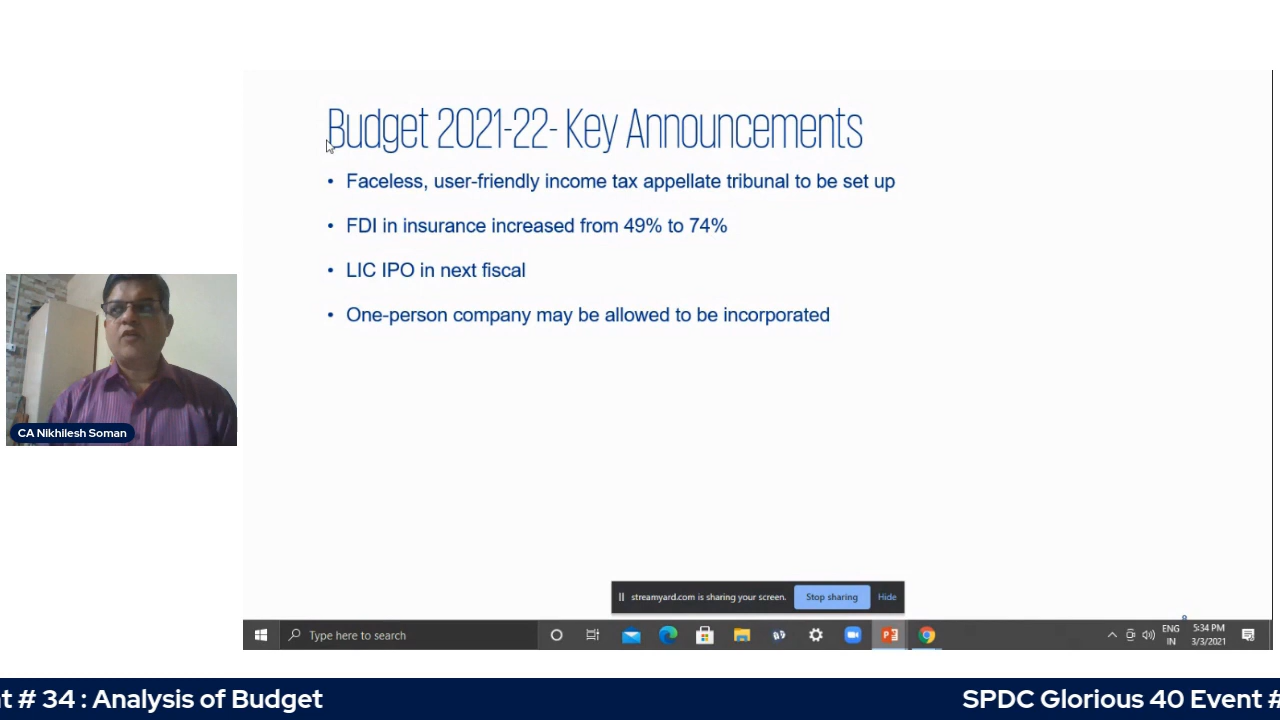 Budget 2021-22- Key Announcements
• Faceless, user-friendly income tax appellate tribunal to be set up
• FDI in insurance increased from 49% to 74%
• LIC IPO in next fiscal
• One-person company may be allowed to be incorporated
CA Nikhilesh Soman
streamyard.com is sharing your screen. Stop sharing Hide
Type here to search
ENG
IN
5:34 PM
3/3/2021
t # 34 : Analysis of Budget
SPDC Glorious 40 Event #